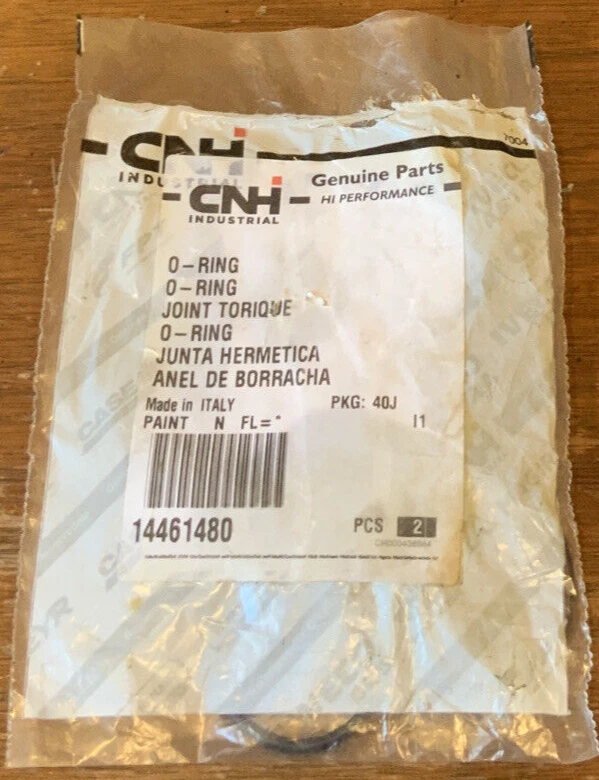 7004
CNH
INDUSTRIAL
Genuine Parts
HI PERFORMANCE
CNH
INDUSTRIAL
O-RING
O-RING
JOINT TORIQUE
O-RING
JUNTA HERMETICA
ANEL DE BORRACHA
Made in ITALY PKG: 40J
PAINT N FL=* I1
14461480 PCS 2